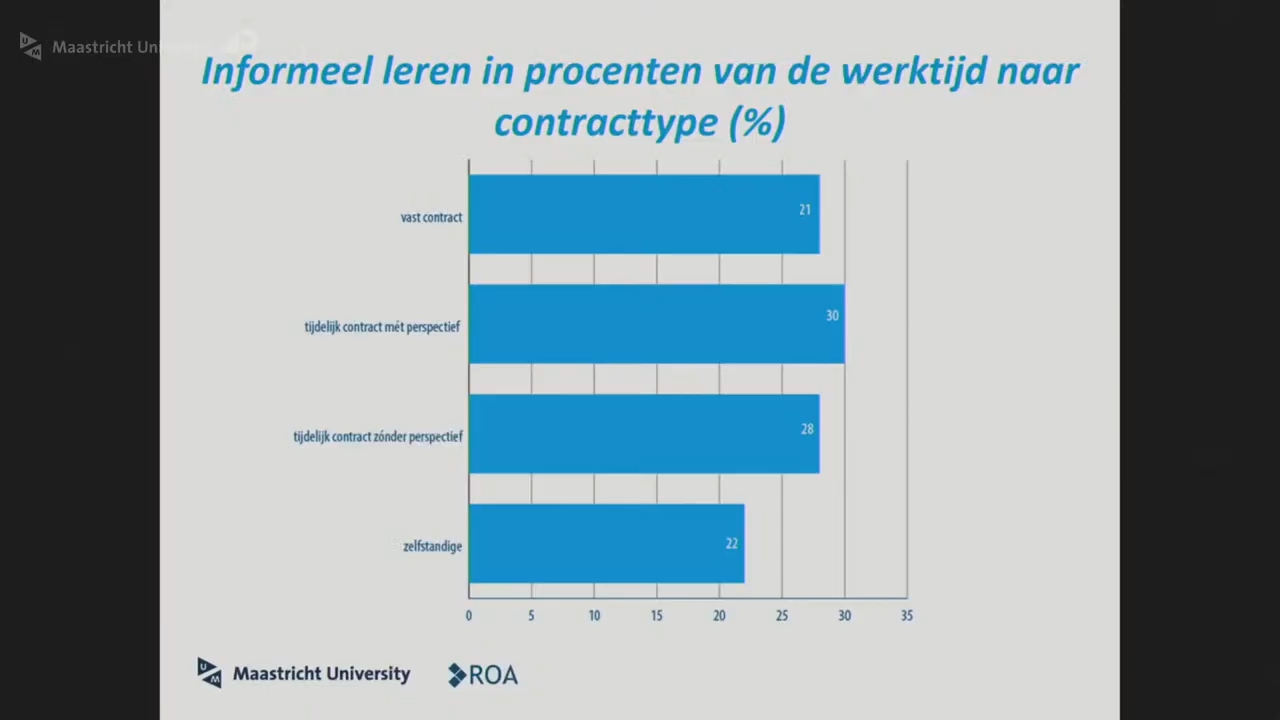 Maastricht Un
Informeel leren in procenten van de werktijd naar
contracttype (%)
vast contract
21
tijdelijk contract mét perspectief
30
tijdelijk contract zónder perspectief
28
zelfstandige
22
0 5 10 15 20 25 30 35
Maastricht University
ROA